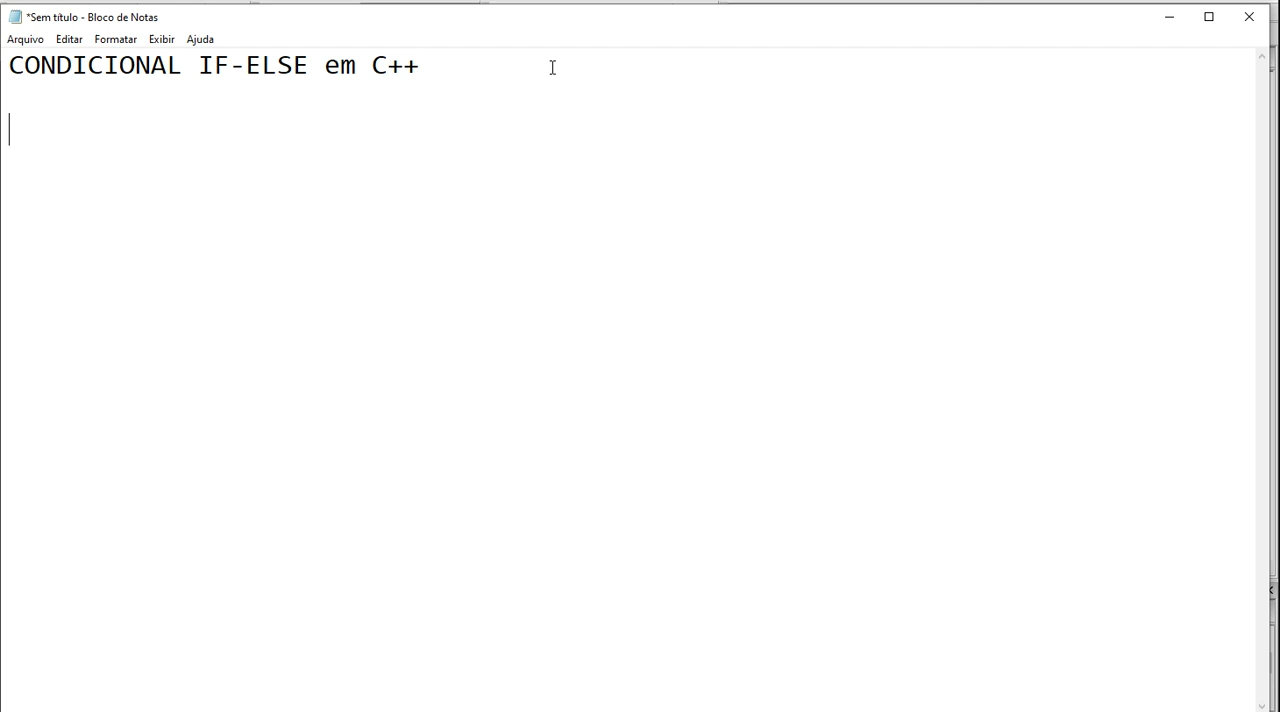 *Sem título - Bloco de Notas
Arquivo Editar Formatar Exibir Ajuda
CONDICIONAL IF-ELSE em C++